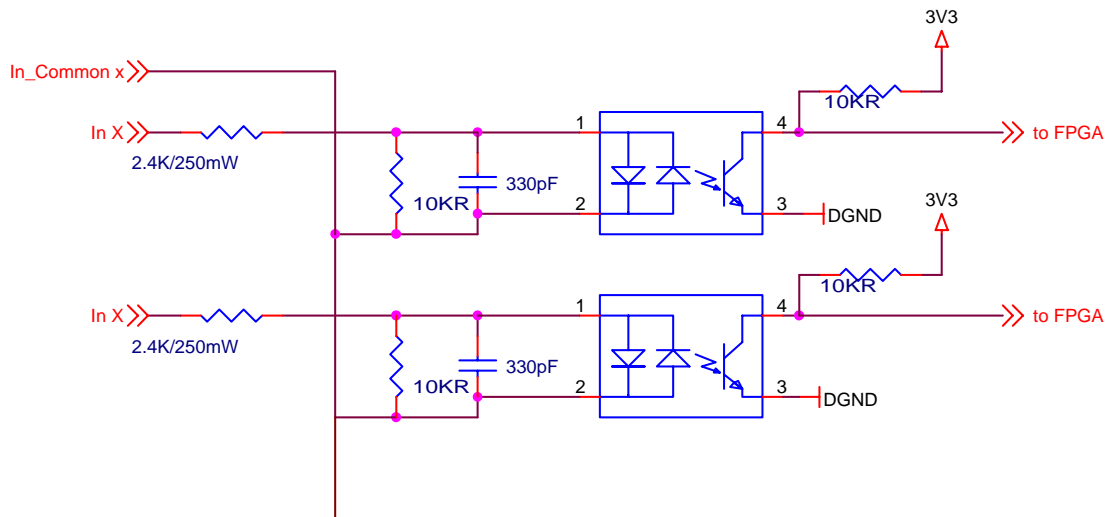 3V3
In_Common x
10KR
In X
1
4
to FPGA
2.4K/250mW
330pF
10KR
2
3
DGND
3V3
10KR
In X
1
4
to FPGA
2.4K/250mW
330pF
10KR
2
3
DGND